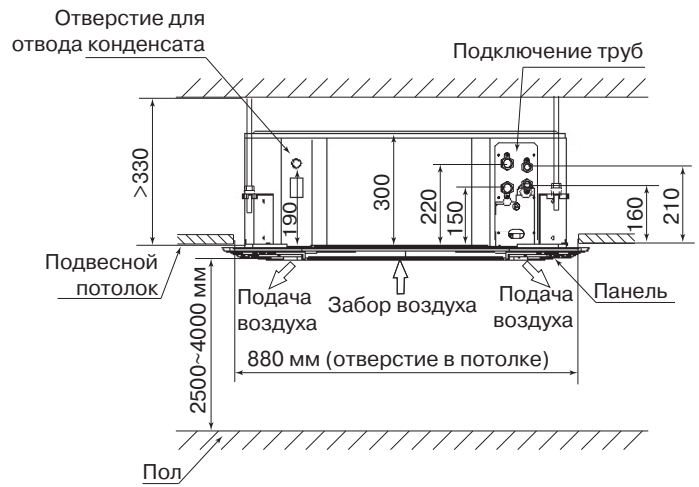 Отверстие для
отвода конденсата
Подключение труб
>330
190
300
220
150
160
210
Подвесной
потолок
Подача
воздуха
Забор воздуха
Подача
воздуха
Панель
2500~4000 мм
880 мм (отверстие в потолке)
Пол